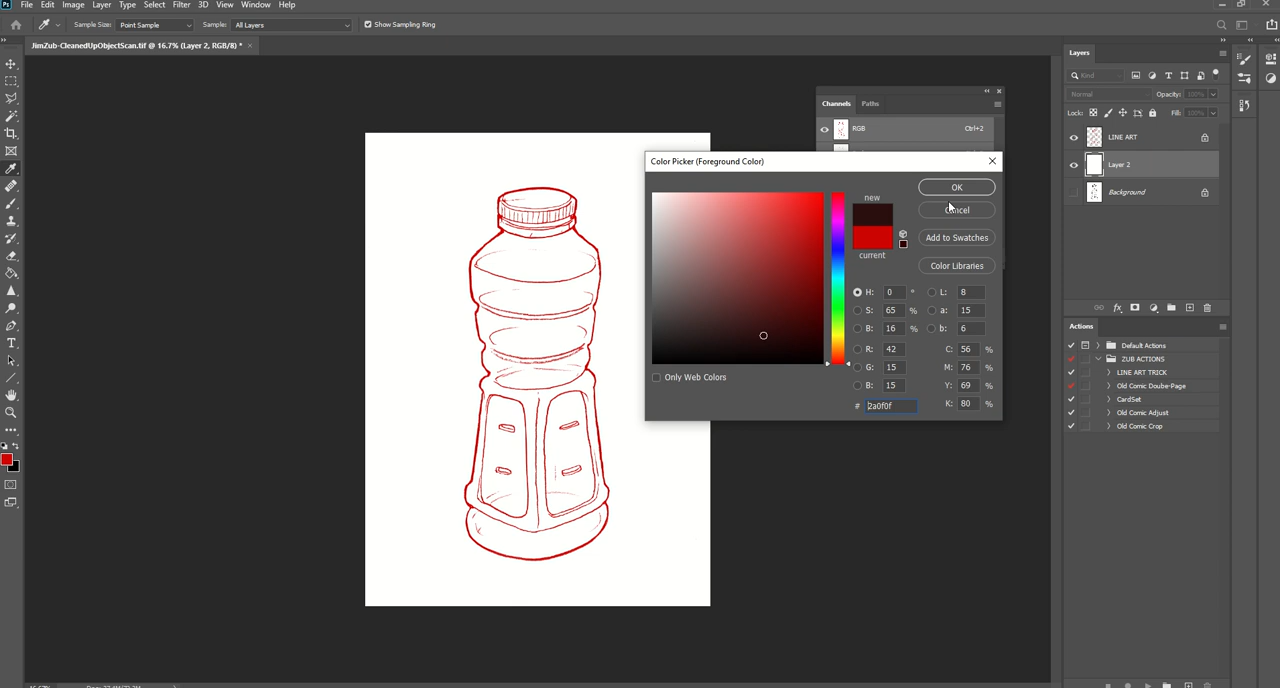 Ps File Edit Image Layer Type Select Filter 3D View Window Help
Sample Size: Point Sample Sample: All Layers Show Sampling Ring
JimZub-CleanedUpObjectScan.tif @ 16.7% (Layer 2, RGB/8) * ×
Layers
Kind
Normal Opacity: 100%
Lock: Fill: 100%
LINE ART
Layer 2
Background
Channels Paths
RGB Ctrl+2
Color Picker (Foreground Color)
new
current
OK
Cancel
Add to Swatches
Color Libraries
H: 0 ° L: 8
S: 65 % a: 15
B: 16 % b: 6
R: 42 C: 56 %
G: 15 M: 76 %
B: 15 Y: 69 %
# 2a0f0f K: 80 %
Only Web Colors
Actions
Default Actions
ZUB ACTIONS
LINE ART TRICK
Old Comic Doube-Page
CardSet
Old Comic Adjust
Old Comic Crop